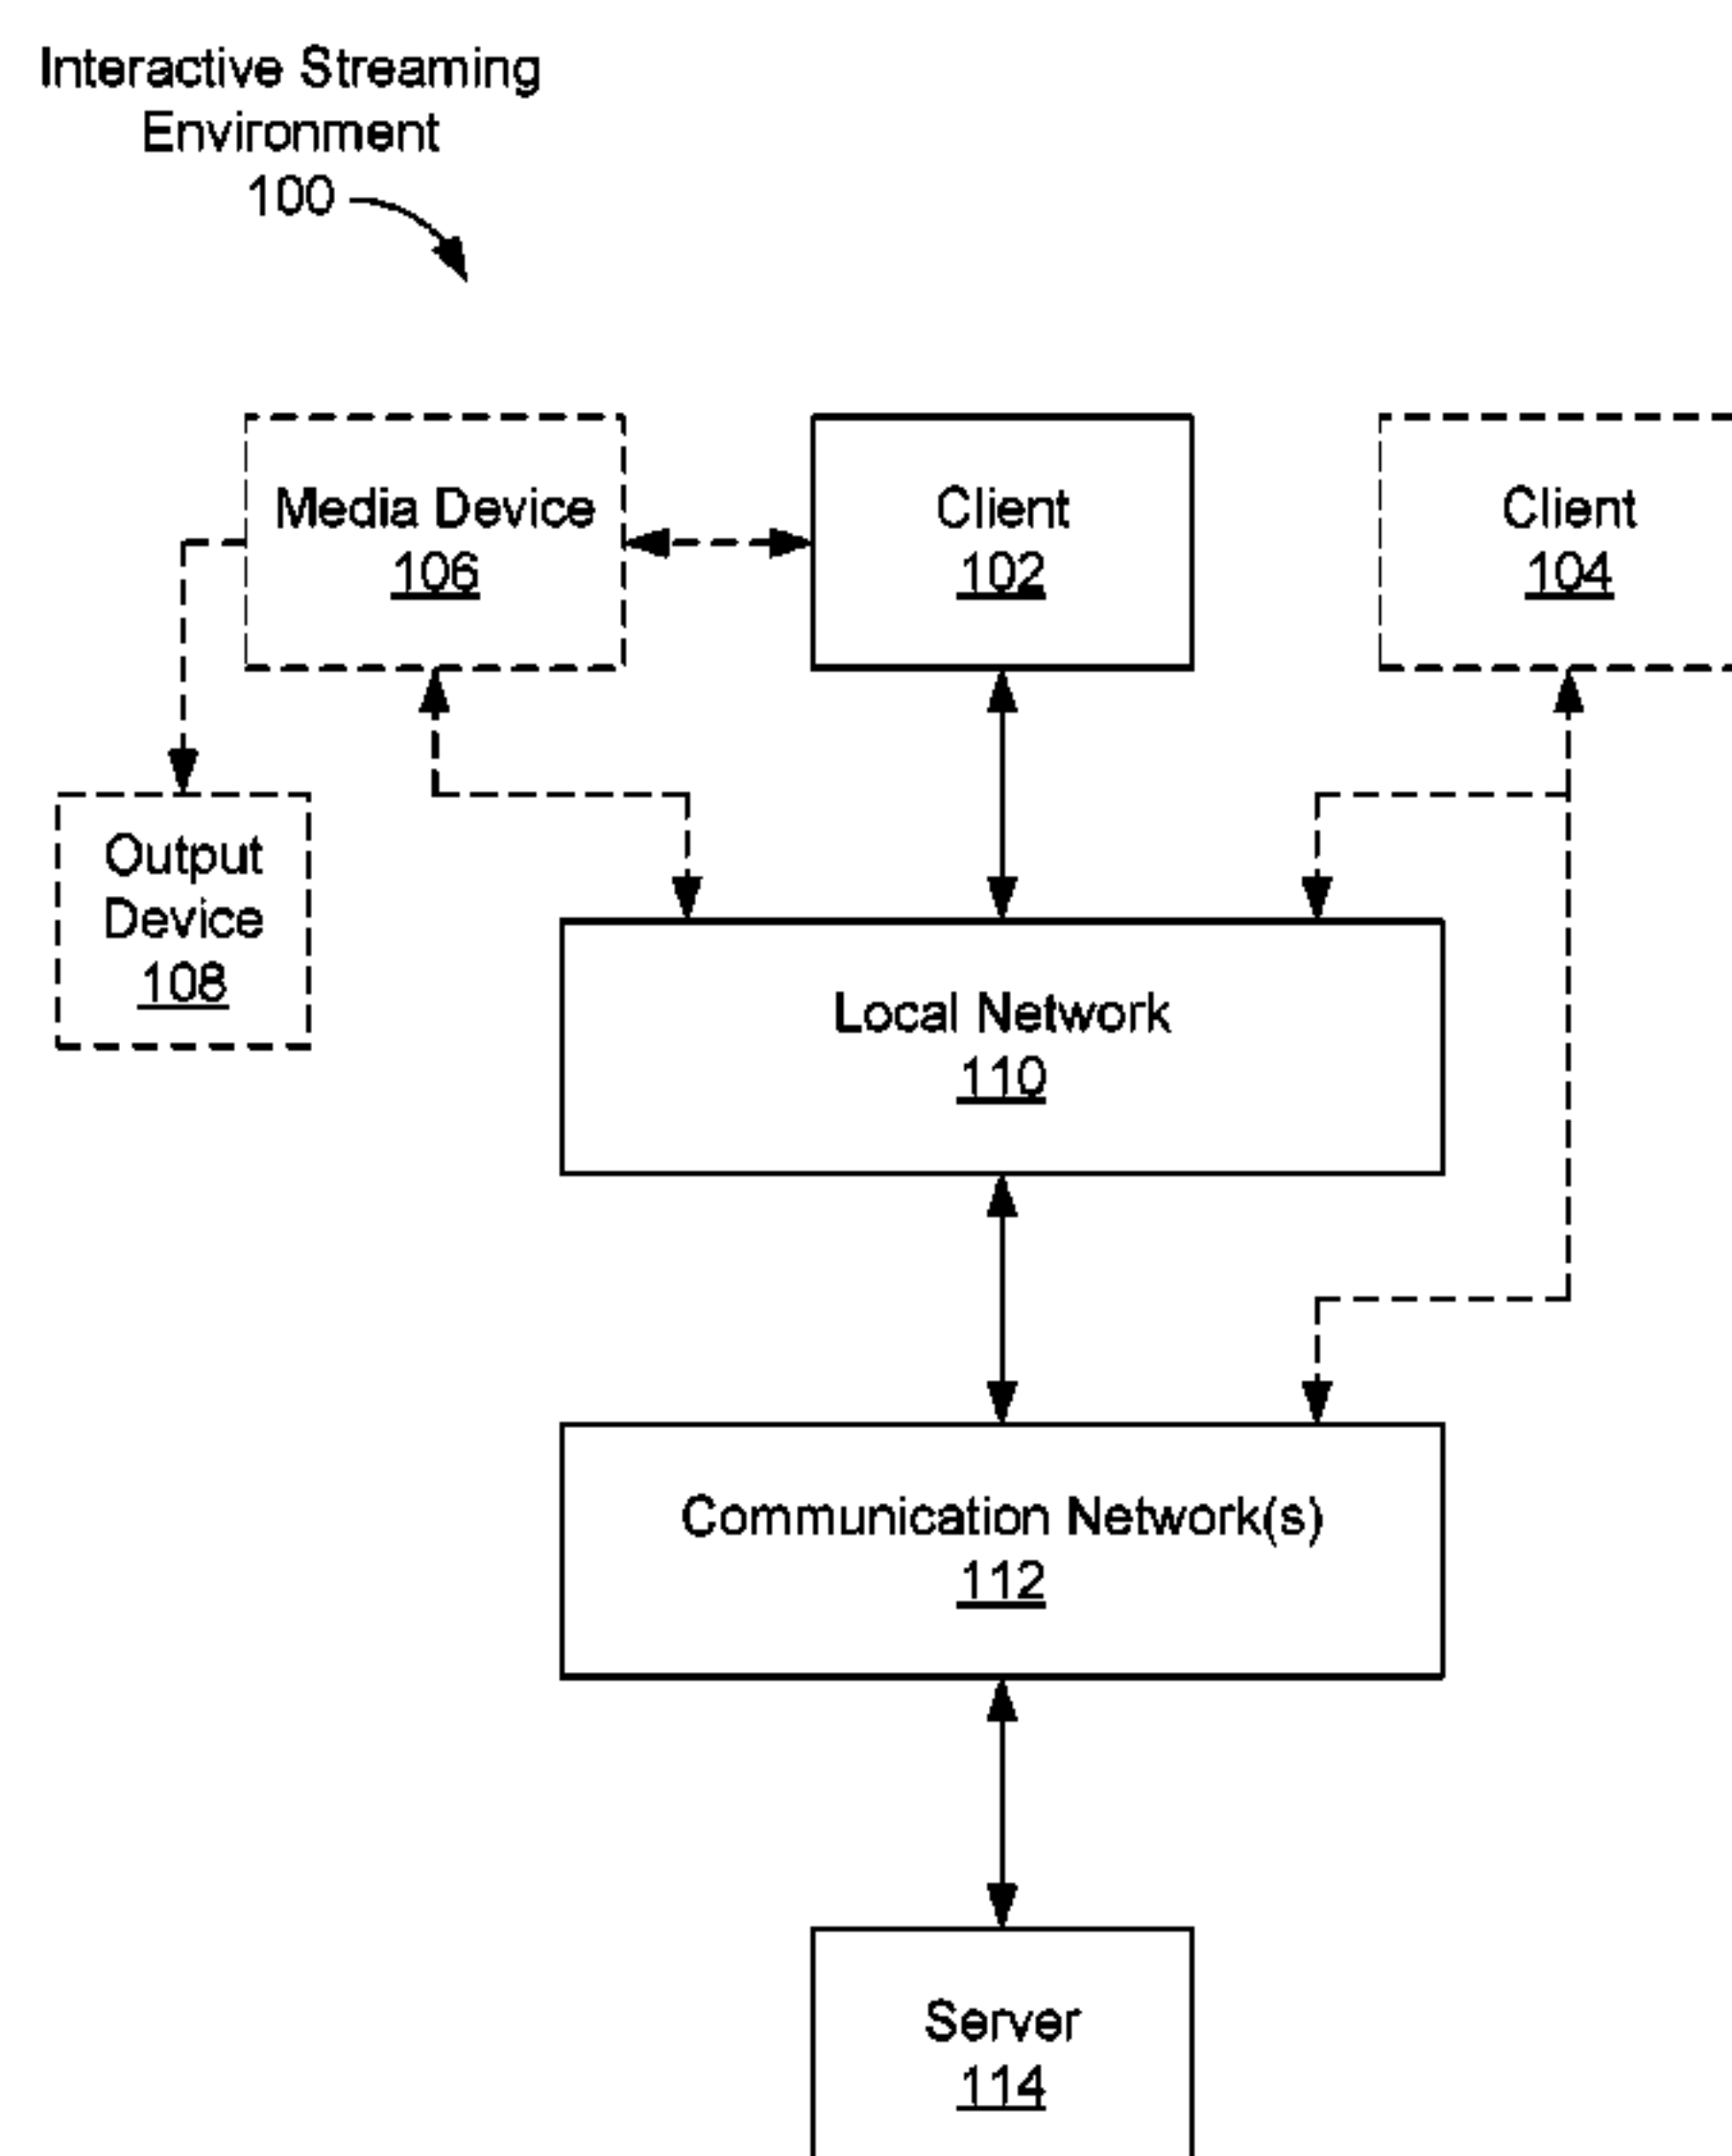 Interactive Streaming
Environment
100
Media Device
106
Client
102
Client
104
Output
Device
108
Local Network
110
Communication Network(s)
112
Server
114